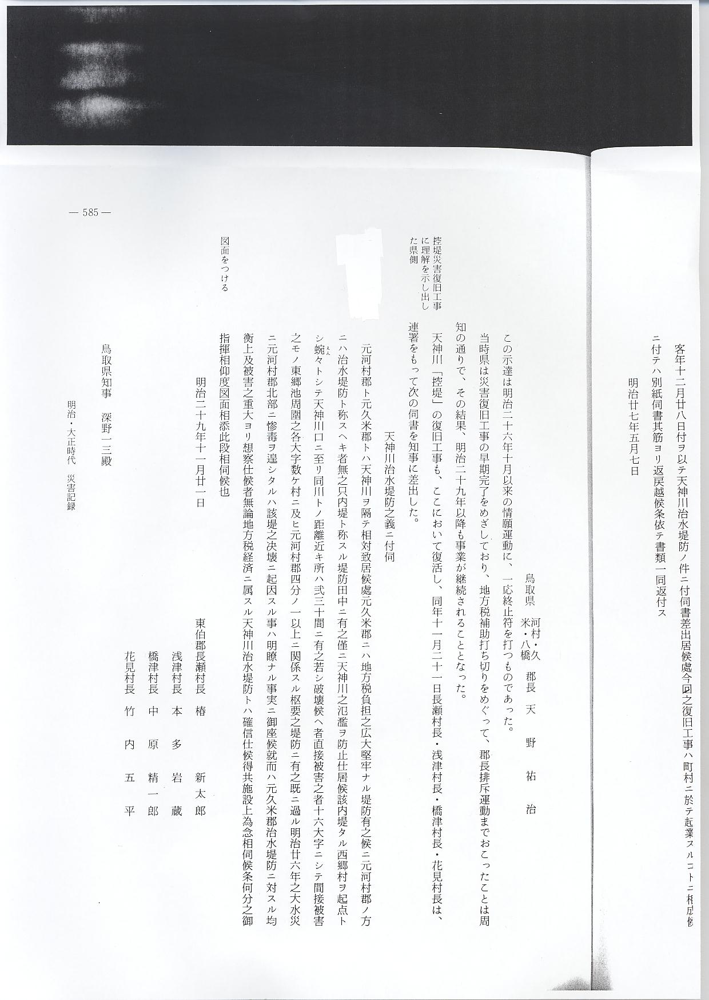 客年十二月廿八日付ヲ以テ天神川治水堤防ノ件ニ付伺書差出居候處今回之復旧工事ハ町村ニ於テ起業スルコトニ相成候
ニ付テハ別紙伺書其筋ヨリ返戻越候条依テ書類一同返付ス
明治廿七年五月七日
鳥取県 河村・久米・八橋 郡長 天野祐治
この示達は明治二十六年十月以来の情願運動に、一応終止符を打つものであった。
当時県は災害復旧工事の早期完了をめざしており、地方税補助打ち切りをめぐって、郡長排斥運動までおこったことは周
知の通りで、その結果、明治二十九年以降も事業が継続されることとなった。
控堤災害復旧工事
に理解を示し出し
た県側
天神川「控堤」の復旧工事も、ここにおいて復活し、同年十一月二十一日長瀬村長・浅津村長・橋津村長・花見村長は、
連署をもって次の伺書を知事に差出した。
天神川治水堤防之義ニ付伺
元河村郡ト元久米郡トハ天神川ヲ隔テ相対致居候處元久米郡ニハ地方税負担之広大堅牢ナル堤防有之候ニ元河村郡ノ方
ニハ治水堤防ト称スヘキ者無之只内堤ト称スル堤防田中ニ有之僅ニ天神川之氾濫ヲ防止仕居候該内堤タル西郷村ヲ起点ト
シ蜿えん々トシテ天神川口ニ至リ同川トノ距離近キ所ハ弐三十間ニ有之若シ破壊候ヘ者直接被害之者十六大字ニシテ間接被害
之モノ東郷池周圍之各大字数ケ村ニ及ヒ元河村郡四分ノ一以上ニ関係スル枢要之堤防ニ有之既ニ過ル明治廿六年之大水災
ニ元河村郡北部ニ惨毒ヲ逞シタルハ該堤之決壊ニ起因スル事ハ明瞭ナル事実ニ御座候就而ハ元久米郡治水堤防ニ対スル均
衡上及被害之重大ヨリ想察仕候者無論地方税経済ニ属スル天神川治水堤防トハ確信仕候得共施設上為念相伺候条何分之御
図面をつける
指揮相仰度図面相添此段相伺候也
明治二十九年十一月廿一日
東伯郡長瀬村長 椿 新太郎
浅津村長 本多岩蔵
橋津村長 中原精一郎
花見村長 竹内五平
鳥取県知事 深野一三殿
明治・大正時代 災害記録
― 585 ―